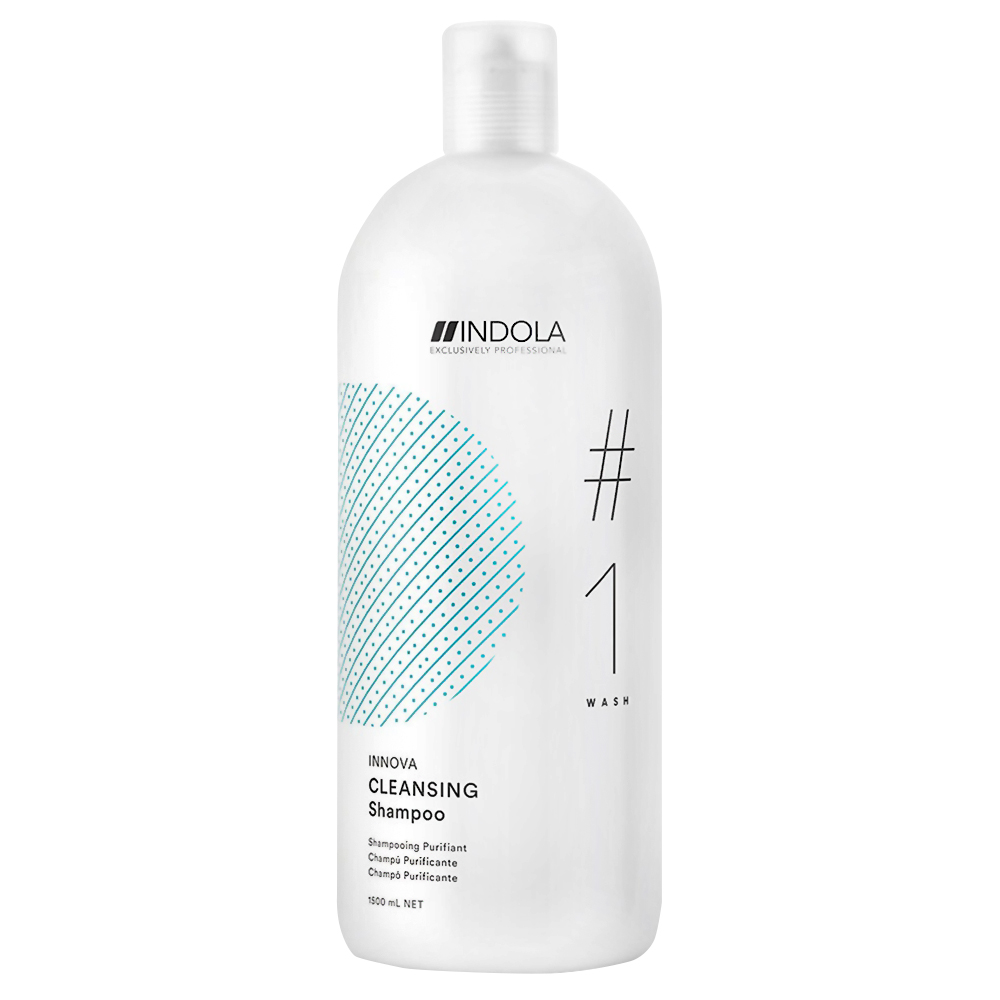 INDOLA
EXCLUSIVELY PROFESSIONAL
#
1
WASH
INNOVA
CLEANSING
Shampoo
Shampooing Purifiant
Champú Purificante
Champô Purificante
1500 mL NET